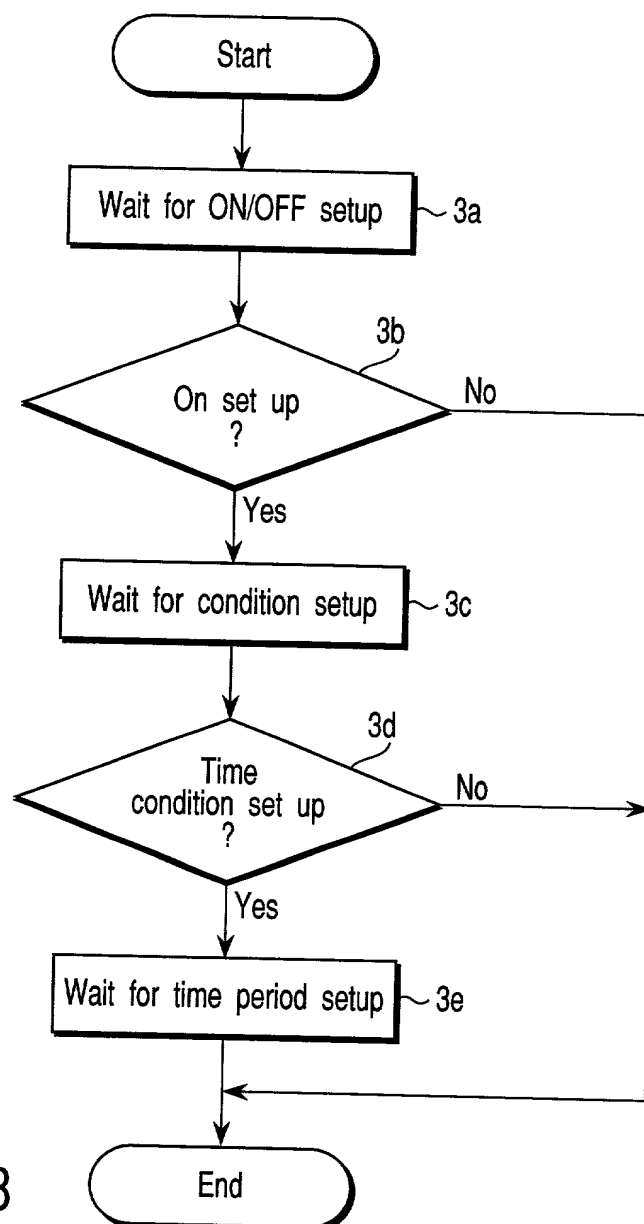 Start
Wait for ON/OFF setup
3a
3b
On set up
?
No
Yes
Wait for condition setup
3c
3d
Time
condition set up
?
No
Yes
Wait for time period setup
3e
End
3